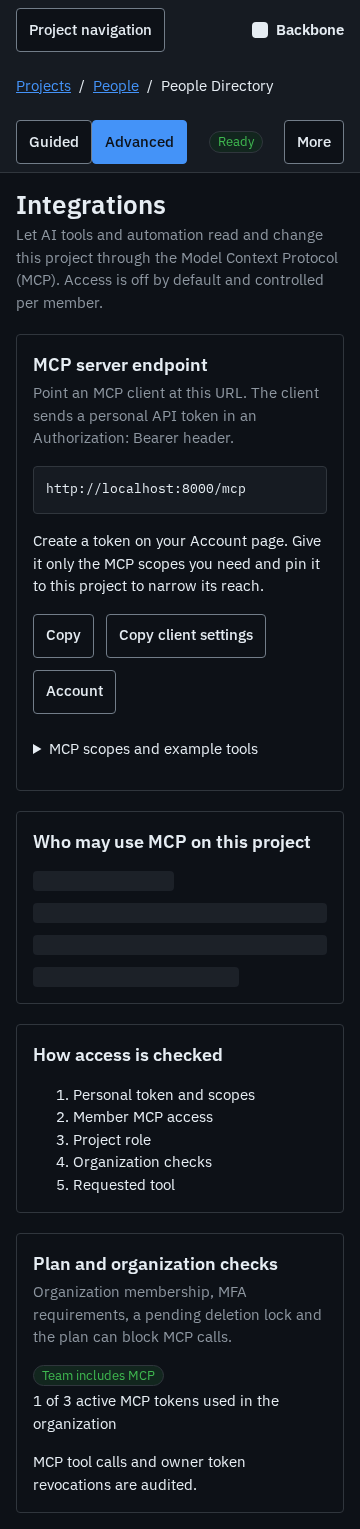 Project navigation
Backbone
Projects / People / People Directory
Guided
Advanced
Ready
More
Integrations
Let AI tools and automation read and change
this project through the Model Context Protocol
(MCP). Access is off by default and controlled
per member.
MCP server endpoint
Point an MCP client at this URL. The client
sends a personal API token in an
Authorization: Bearer header.
http://localhost:8000/mcp
Create a token on your Account page. Give
it only the MCP scopes you need and pin it
to this project to narrow its reach.
Copy
Copy client settings
Account
MCP scopes and example tools
Who may use MCP on this project
How access is checked
1. Personal token and scopes
2. Member MCP access
3. Project role
4. Organization checks
5. Requested tool
Plan and organization checks
Organization membership, MFA
requirements, a pending deletion lock and
the plan can block MCP calls.
Team includes MCP
1 of 3 active MCP tokens used in the
organization
MCP tool calls and owner token
revocations are audited.